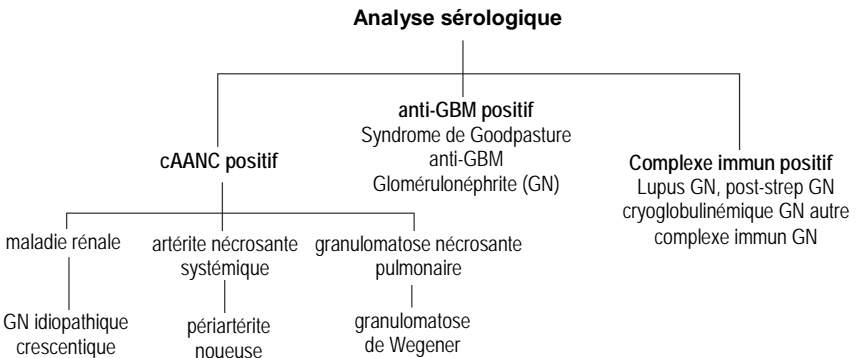 Analyse sérologique
anti-GBM positif
Syndrome de Goodpasture
anti-GBM
Glomérulonéphrite (GN)
cAANC positif
Complexe immun positif
Lupus GN, post-strep GN
cryoglobulinémique GN autre
complexe immun GN
maladie rénale
artérite nécrosante
systémique
granulomatose nécrosante
pulmonaire
GN idiopathique
crescentique
périartérite
noueuse
granulomatose
de Wegener